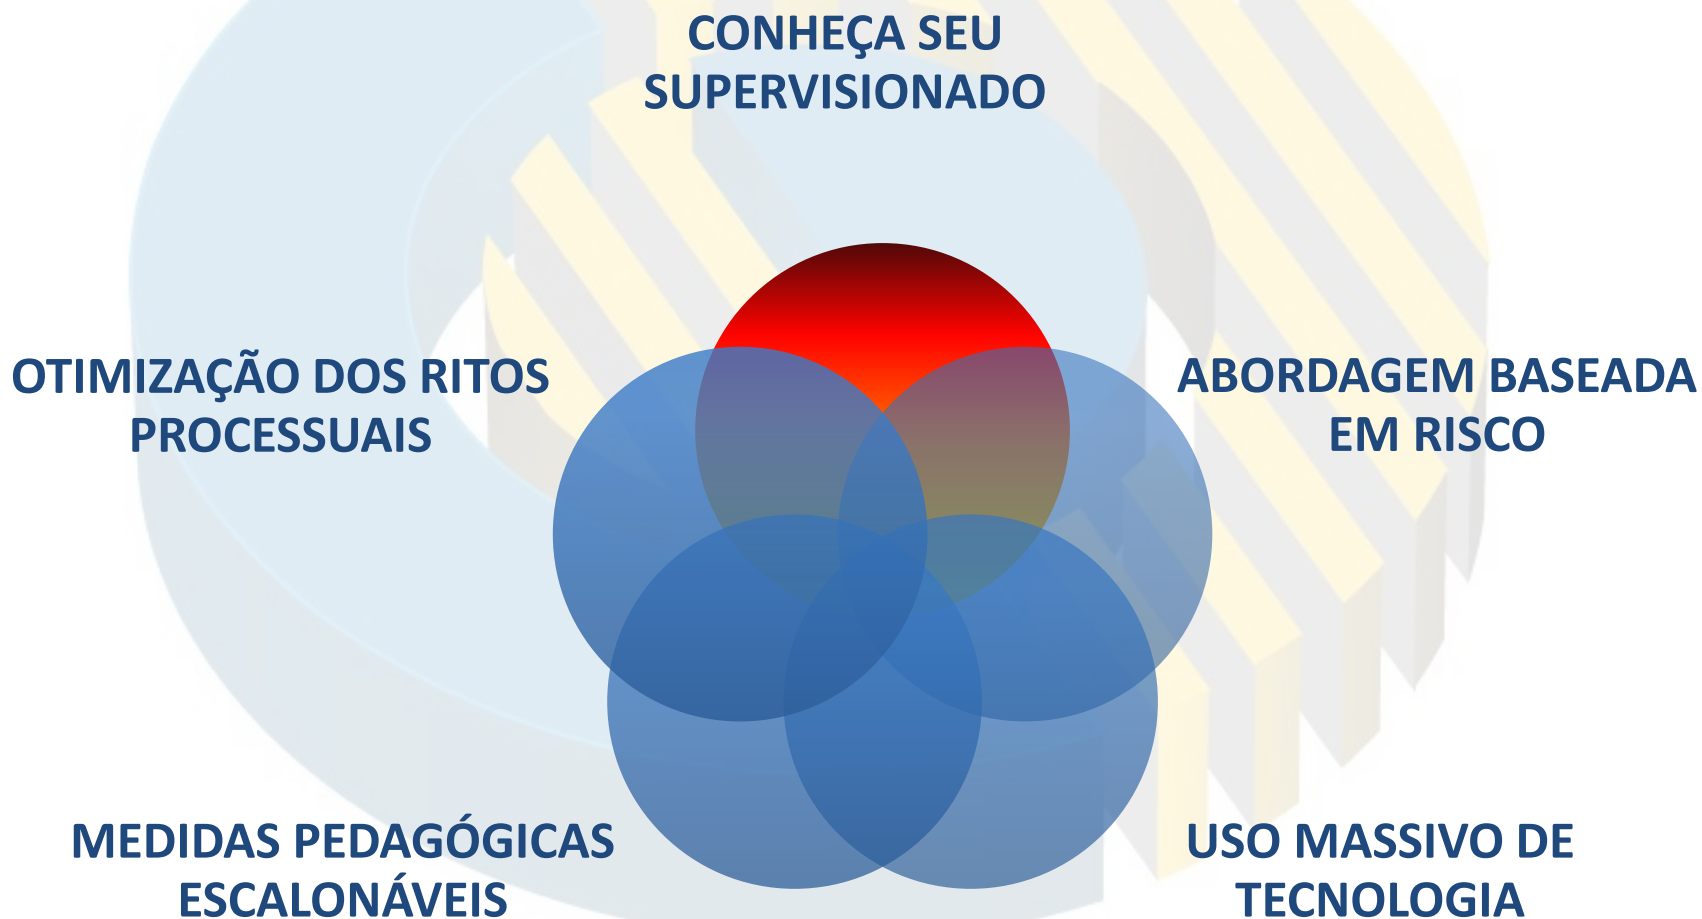 CONHEÇA SEU
SUPERVISIONADO
OTIMIZAÇÃO DOS RITOS
PROCESSUAIS
ABORDAGEM BASEADA
EM RISCO
MEDIDAS PEDAGÓGICAS
ESCALONÁVEIS
USO MASSIVO DE
TECNOLOGIA